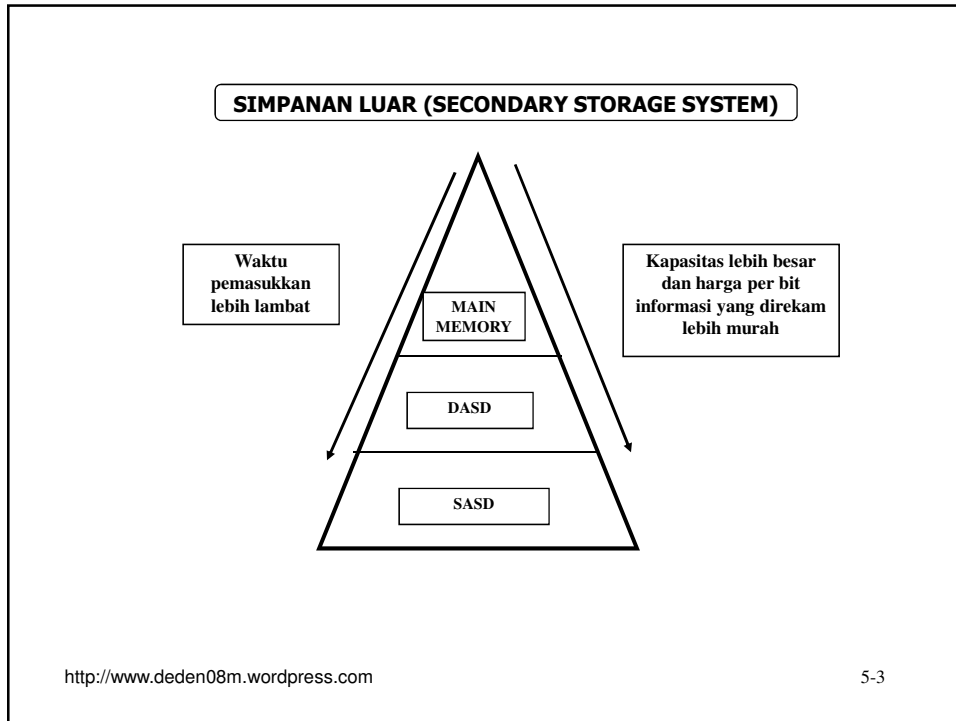 SIMPANAN LUAR (SECONDARY STORAGE SYSTEM)
Waktu
pemasukkan
lebih lambat
Kapasitas lebih besar
dan harga per bit
informasi yang direkam
lebih murah
MAIN
MEMORY
DASD
SASD
http://www.deden08m.wordpress.com
5-3